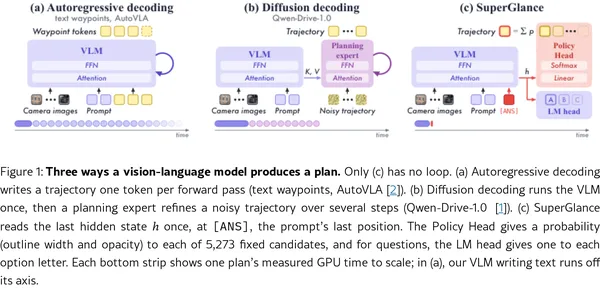 (a) Autoregressive decoding
text waypoints, AutoVLA
Waypoint tokens
VLM
FFN
Attention
Camera images
Prompt
time
(b) Diffusion decoding
Qwen-Drive-1.0
Trajectory
VLM
FFN
Attention
K, V
Planning
expert
FFN
Attention
Camera images
Prompt
Noisy trajectory
time
(c) SuperGlance
Trajectory = Σ p
VLM
FFN
Attention
h
Policy
Head
Softmax
Linear
A B C
LM head
Camera images
Prompt
[ANS]
time
Figure 1: Three ways a vision-language model produces a plan. Only (c) has no loop. (a) Autoregressive decoding
writes a trajectory one token per forward pass (text waypoints, AutoVLA [2]). (b) Diffusion decoding runs the VLM
once, then a planning expert refines a noisy trajectory over several steps (Qwen-Drive-1.0 [1]). (c) SuperGlance
reads the last hidden state h once, at [ANS], the prompt's last position. The Policy Head gives a probability
(outline width and opacity) to each of 5,273 fixed candidates, and for questions, the LM head gives one to each
option letter. Each bottom strip shows one plan's measured GPU time to scale; in (a), our VLM writing text runs off
its axis.